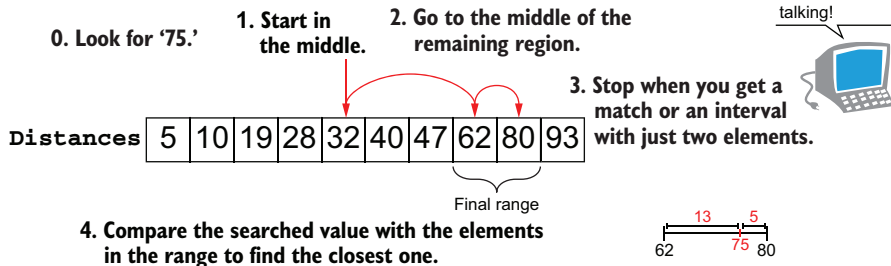 talking!
0. Look for ‘75.’
1. Start in
the middle.
2. Go to the middle of the
remaining region.
3. Stop when you get a
match or an interval
with just two elements.
Distances 5 10 19 28 32 40 47 62 80 93
Final range
4. Compare the searched value with the elements
in the range to find the closest one.
13 5
62 75 80